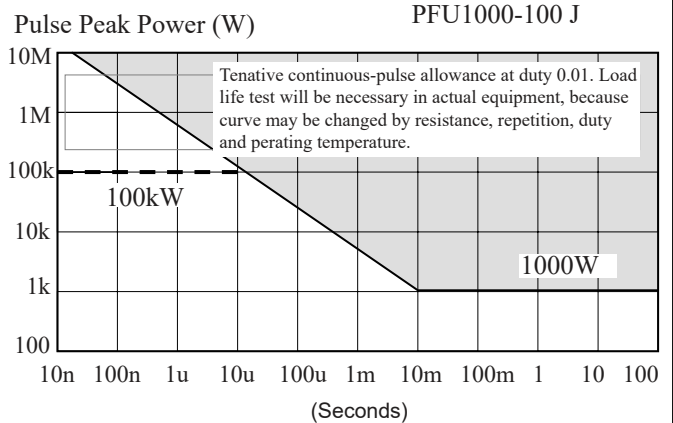 Pulse Peak Power (W)
PFU1000-100 J
10M
Tenative continuous-pulse allowance at duty 0.01. Load
life test will be necessary in actual equipment, because
curve may be changed by resistance, repetition, duty
and perating temperature.
1M
100k
100kW
10k
1000W
1k
100
10n 100n 1u 10u 100u 1m 10m 100m 1 10 100
(Seconds)